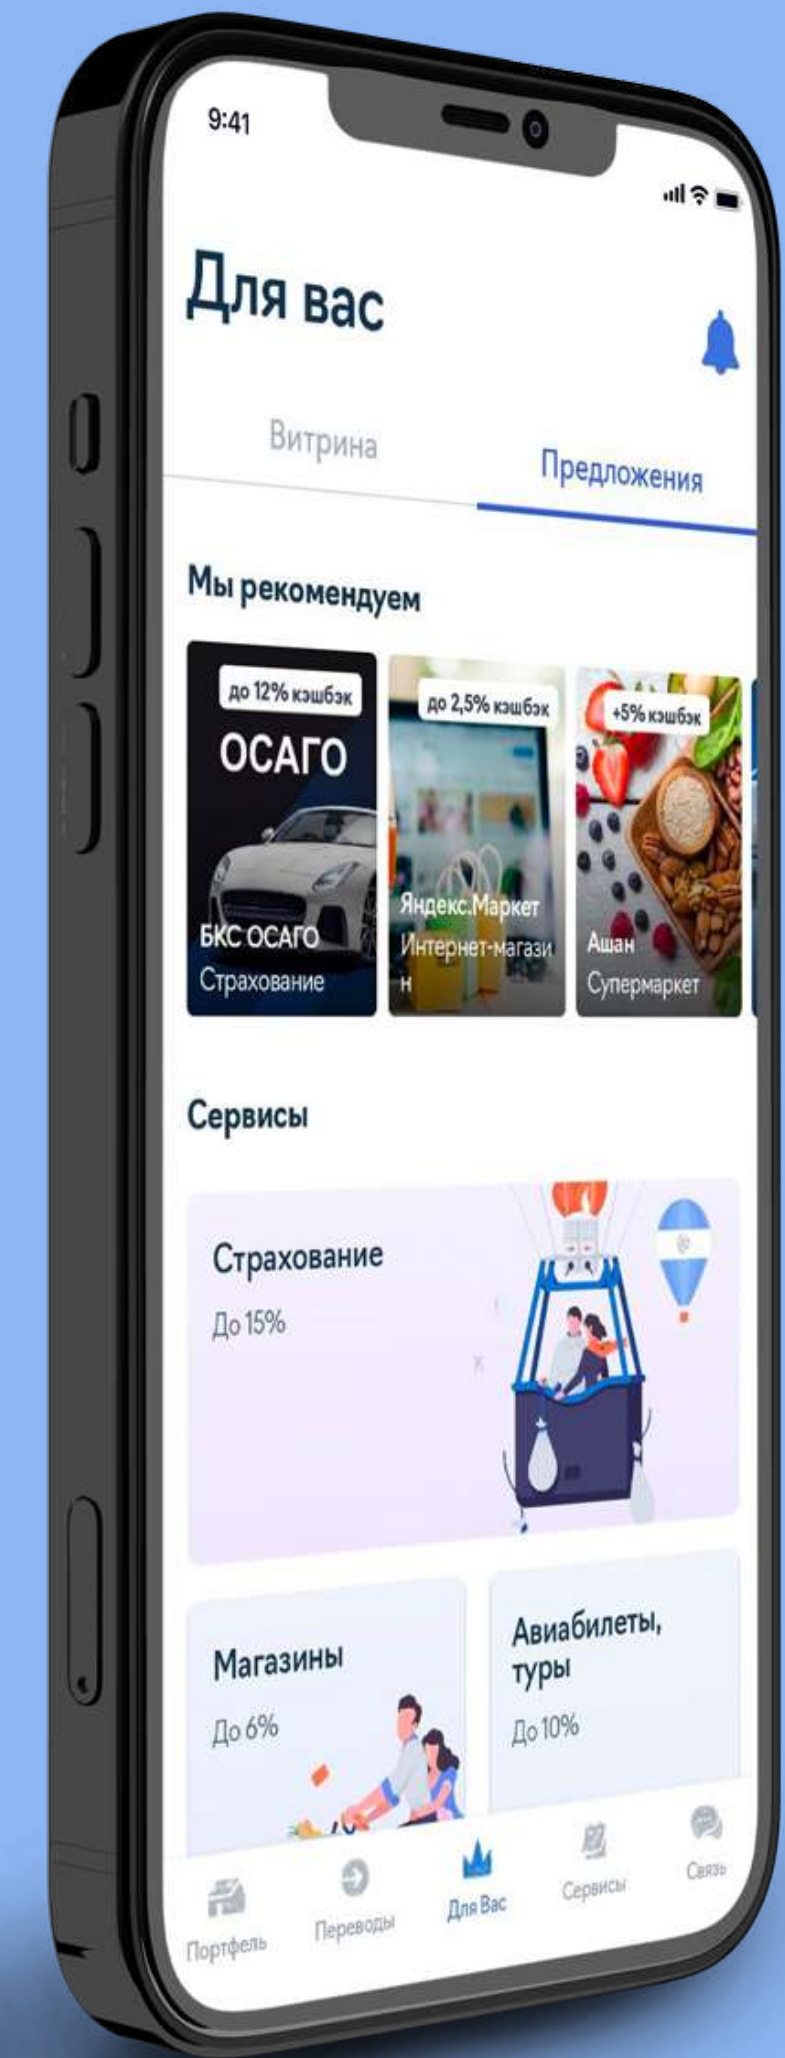 9:41
Для вас
Витрина
Предложения
Мы рекомендуем
до 12% кэшбэк
ОСАГО
БКС ОСАГО
Страхование
до 2,5% кэшбэк
Яндекс.Маркет
Интернет-магази
н
+5% кэшбэк
Ашан
Супермаркет
Сервисы
Страхование
До 15%
Магазины
До 6%
Авиабилеты,
туры
До 10%
Портфель
Переводы
Для Вас
Сервисы
Связь